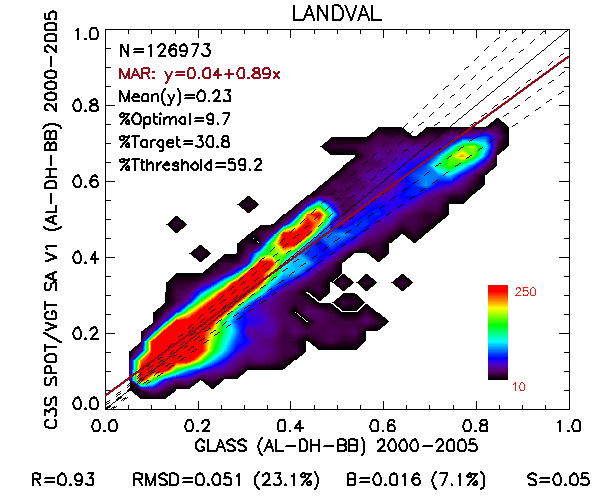 LANDVAL
N=126973
MAR: y=0.04+0.89x
Mean(y)=0.23
%Optimal=9.7
%Target=30.8
%Tthreshold=59.2
C3S SPOT/VGT SA V1 (AL-DH-BB) 2000-2005
1.0
0.8
0.6
0.4
0.2
0.0
250
10
0.0 0.2 0.4 0.6 0.8 1.0
GLASS (AL-DH-BB) 2000-2005
R=0.93 RMSD=0.051 (23.1%) B=0.016 (7.1%) S=0.05